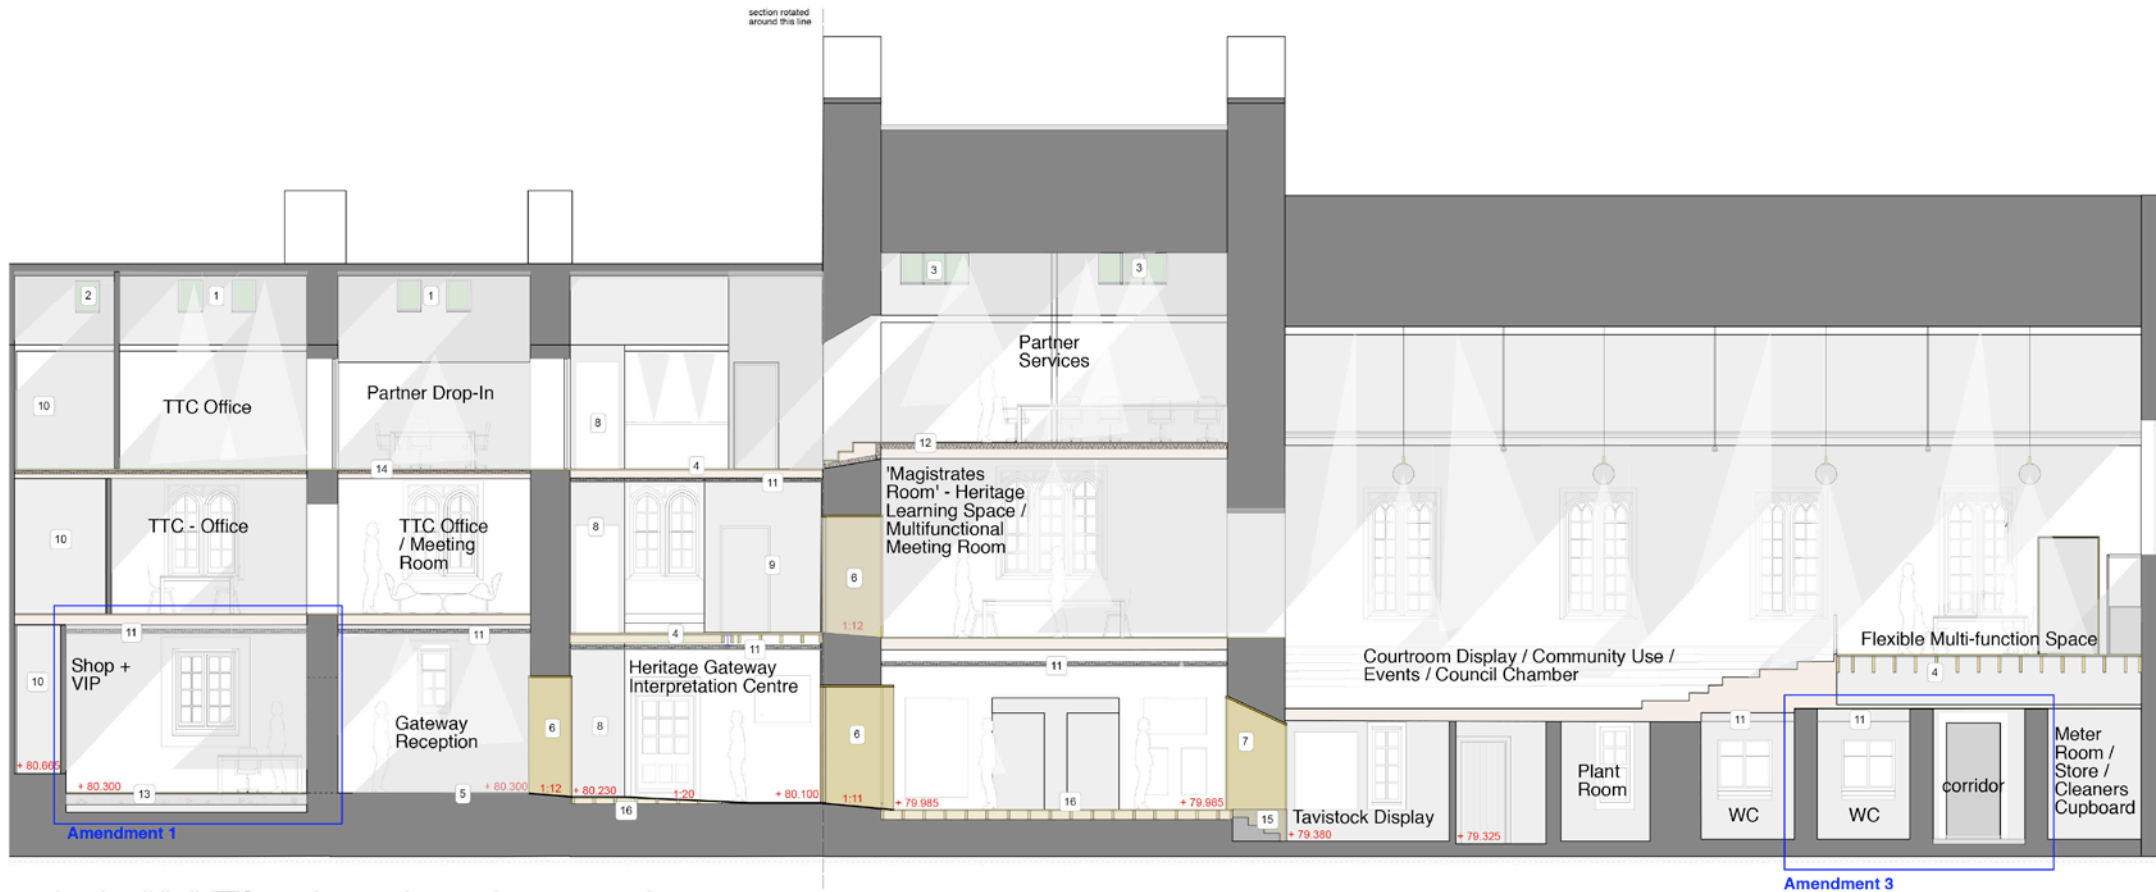 section rotated
around this line
3
3
2
1
1
Partner
Services
Partner Drop-In
10
TTC Office
8
12
14
4
11
'Magistrates
Room' - Heritage
Learning Space /
Multifunctional
Meeting Room
TTC - Office
TTC Office
/ Meeting
Room
8
10
9
6
1:12
11
11
4
11
Flexible Multi-function Space
Shop +
VIP
Heritage Gateway
Interpretation Centre
11
Courtroom Display / Community Use /
Events / Council Chamber
4
10
Gateway
Reception
6
8
6
7
11
11
Meter
Room /
Store /
Cleaners
Cupboard
+ 80.665
+ 80.300
13
5
+ 80.300
1:12
+ 80.230
1:20
+ 80.100
1:11
+ 79.985
16
+ 79.985
Plant
Room
corridor
16
15
Tavistock Display
WC
WC
+ 79.380
+ 79.325
Amendment 1
Amendment 3